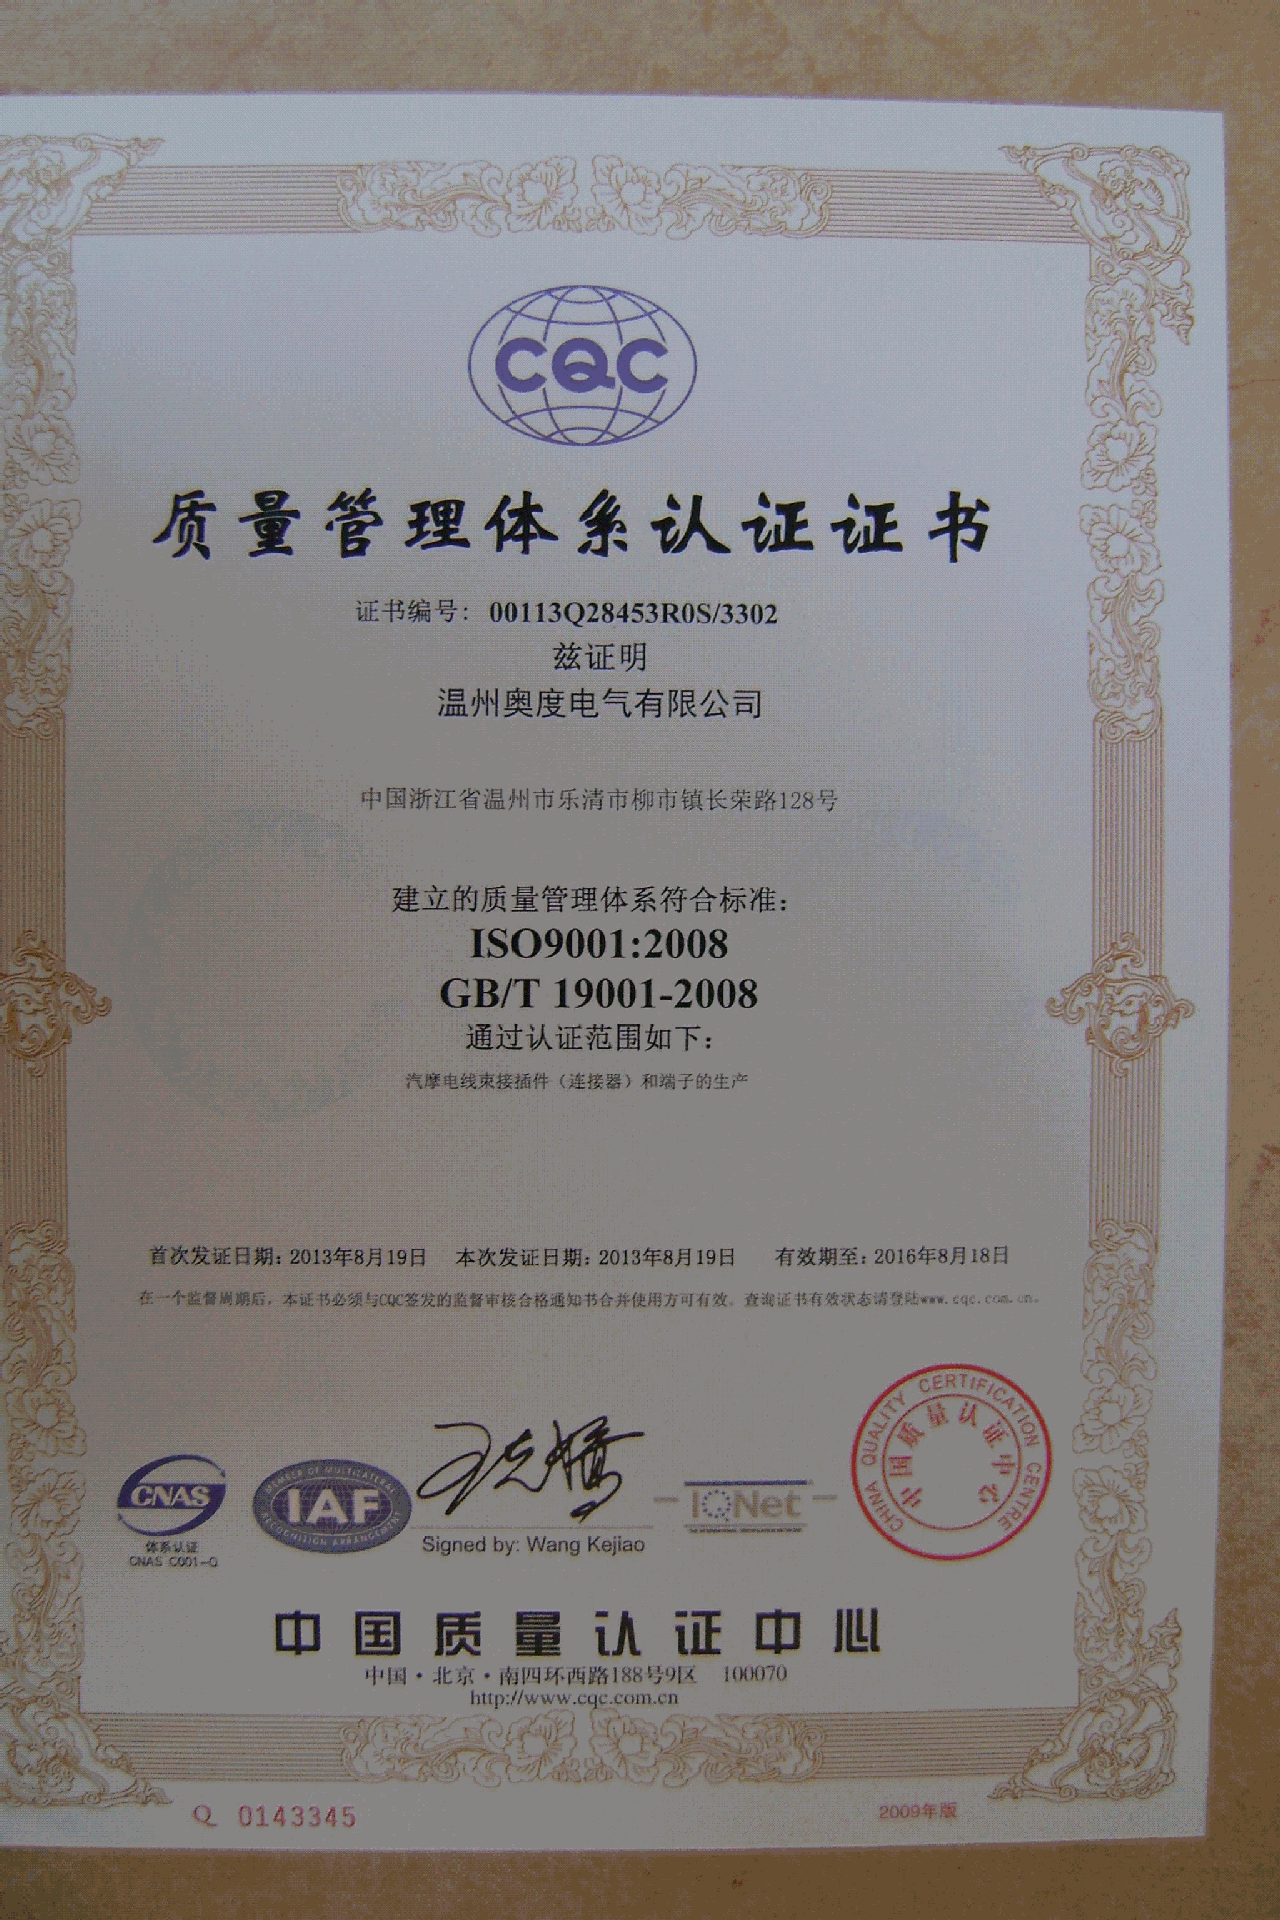 CQC
质量管理体系认证证书
证书编号：00113Q28453R0S/3302
兹证明
温州奥度电气有限公司
中国浙江省温州市乐清市柳市镇长荣路128号
建立的质量管理体系符合标准：
ISO9001:2008
GB/T 19001-2008
通过认证范围如下：
汽摩电线束接插件（连接器）和端子的生产
首次发证日期：2013年8月19日 本次发证日期：2013年8月19日 有效期至：2016年8月18日
在一个监督周期后，本证书必须与CQC签发的监督审核合格通知书合并使用方可有效。查询证书有效状态请登陆www.cqc.com.cn。
CHINA QUALITY CERTIFICATION CENTRE
中国质量认证中心
CNAS
体系认证
CNAS C001-Q
MEMBER OF MULTILATERAL
IAF
RECOGNITION ARRANGEMENT
王克娇
Signed by: Wang Kejiao
IQNet
THE INTERNATIONAL CERTIFICATION NETWORK
中国质量认证中心
中国·北京·南四环西路188号9区 100070
http://www.cqc.com.cn
Q 0143345
2009年版